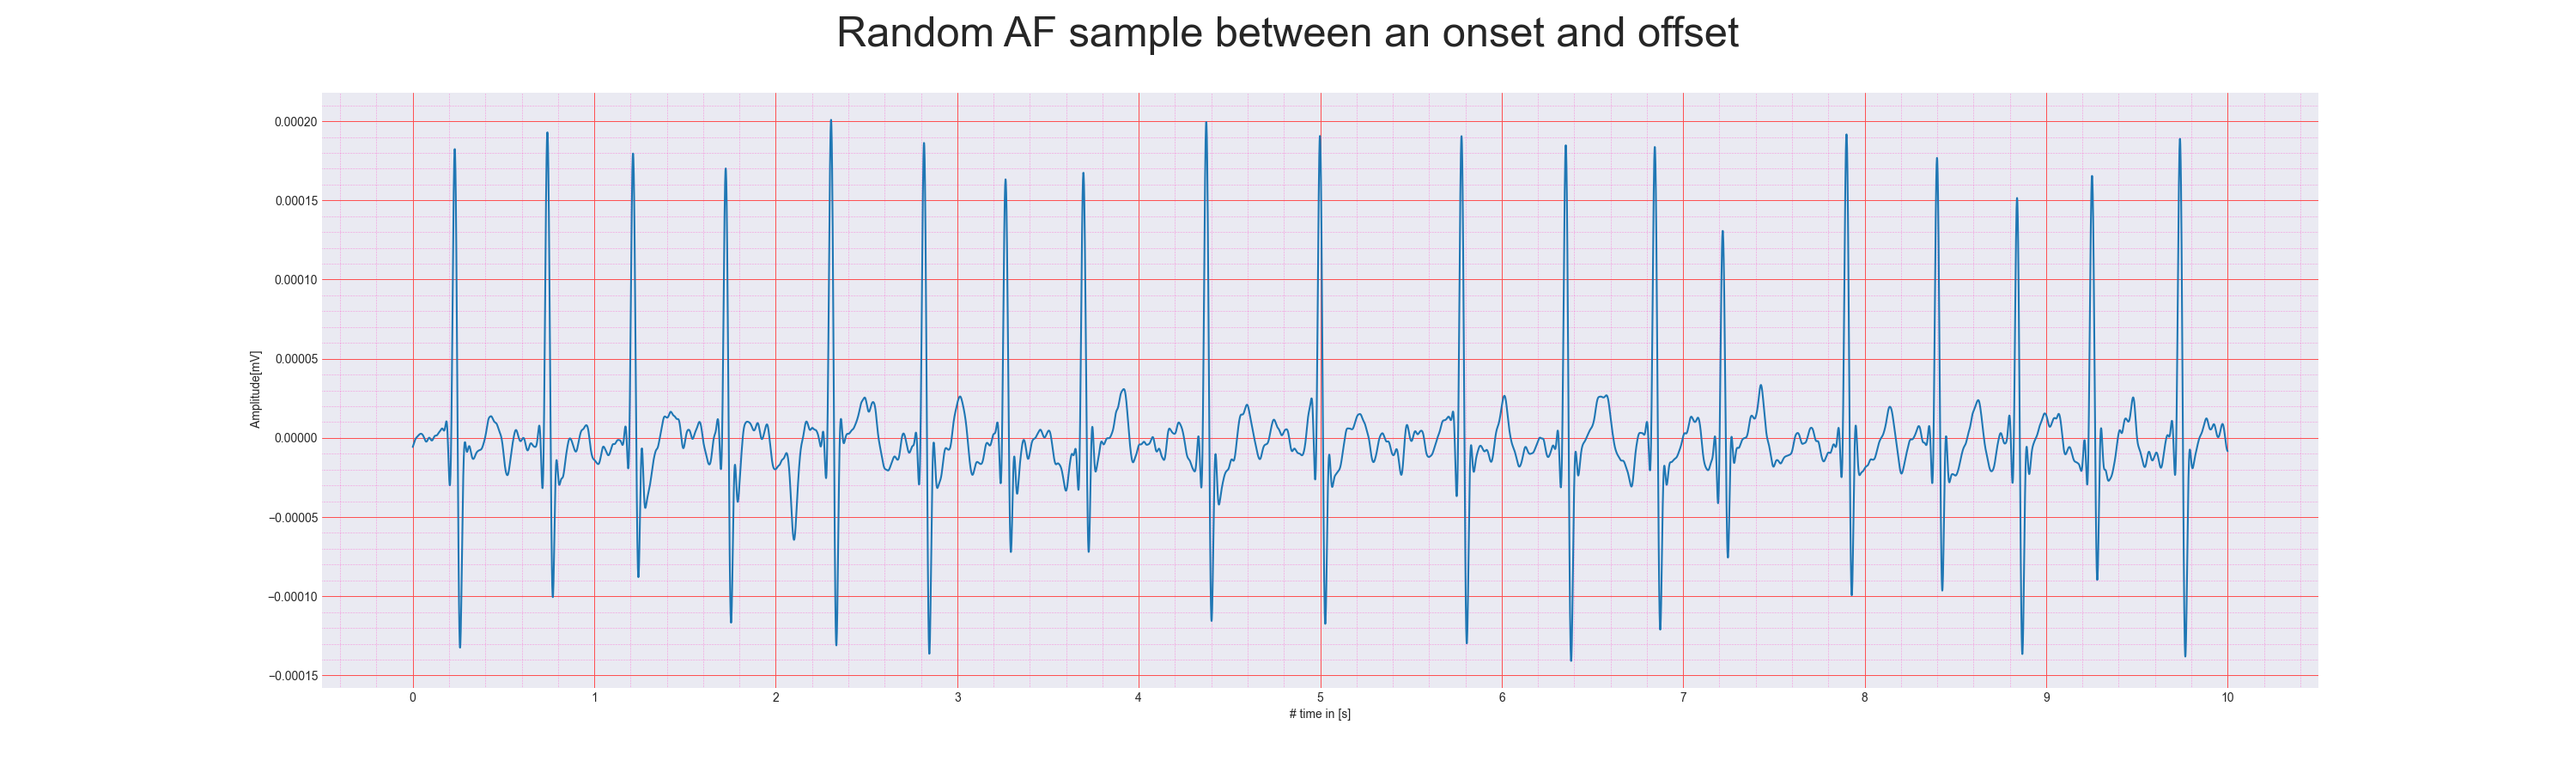 Random AF sample between an onset and offset
0.00020
0.00015
0.00010
0.00005
0.00000
−0.00005
−0.00010
−0.00015
Amplitude[mV]
0 1 2 3 4 5 6 7 8 9 10
# time in [s]